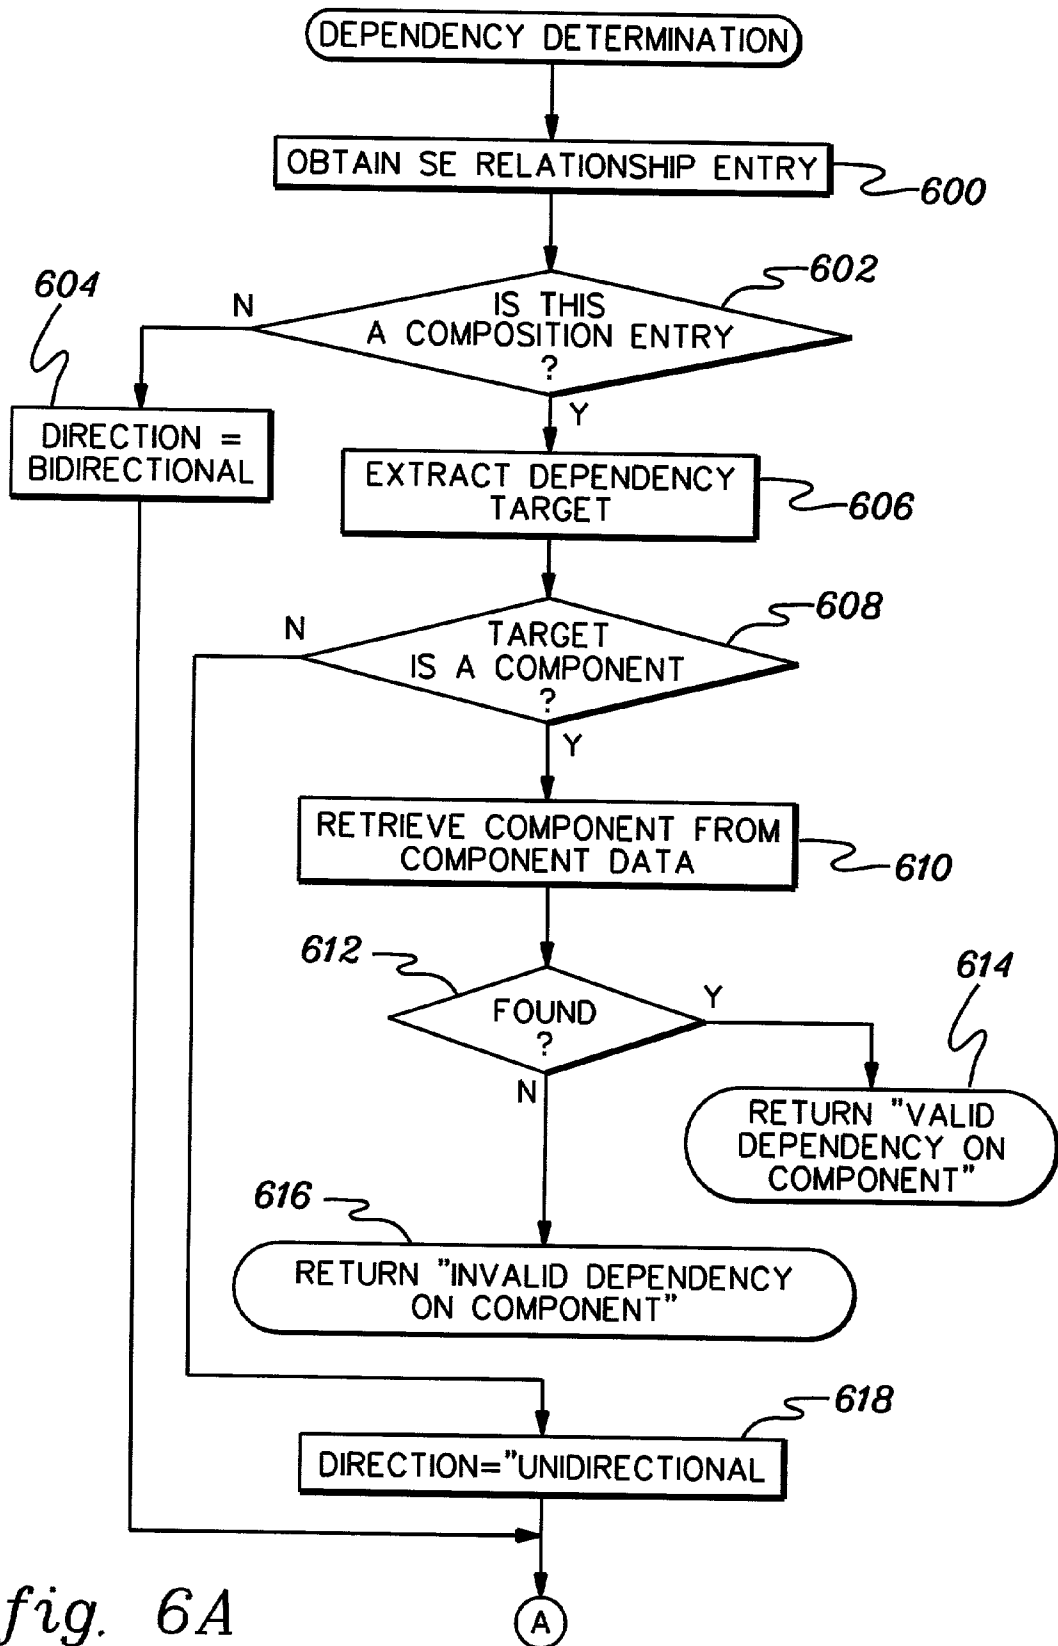 DEPENDENCY DETERMINATION
OBTAIN SE RELATIONSHIP ENTRY
600
602
IS THIS
A COMPOSITION ENTRY
?
N
Y
604
DIRECTION =
BIDIRECTIONAL
EXTRACT DEPENDENCY
TARGET
606
608
TARGET
IS A COMPONENT
?
N
Y
RETRIEVE COMPONENT FROM
COMPONENT DATA
610
612
FOUND
?
Y
N
614
RETURN "VALID
DEPENDENCY ON
COMPONENT"
616
RETURN "INVALID DEPENDENCY
ON COMPONENT"
618
DIRECTION="UNIDIRECTIONAL
A
fig. 6A